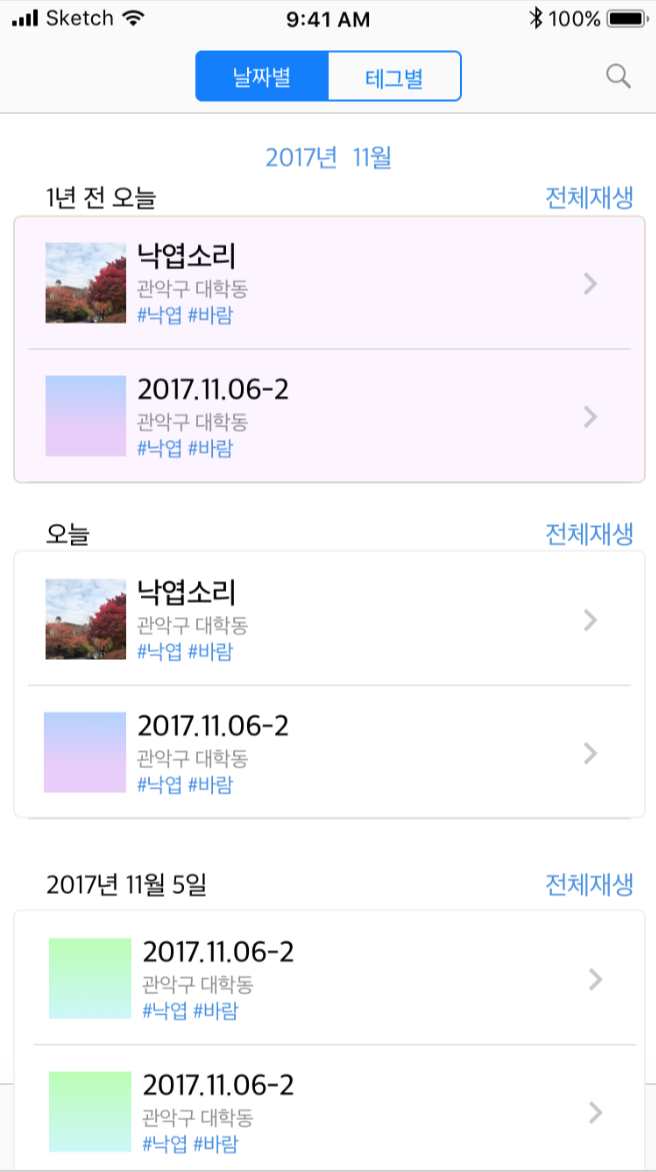 Sketch 9:41 AM 100%
날짜별 테그별
2017년 11월
1년 전 오늘 전체재생
낙엽소리
관악구 대학동
#낙엽 #바람
2017.11.06-2
관악구 대학동
#낙엽 #바람
오늘 전체재생
낙엽소리
관악구 대학동
#낙엽 #바람
2017.11.06-2
관악구 대학동
#낙엽 #바람
2017년 11월 5일 전체재생
2017.11.06-2
관악구 대학동
#낙엽 #바람
2017.11.06-2
관악구 대학동
#낙엽 #바람